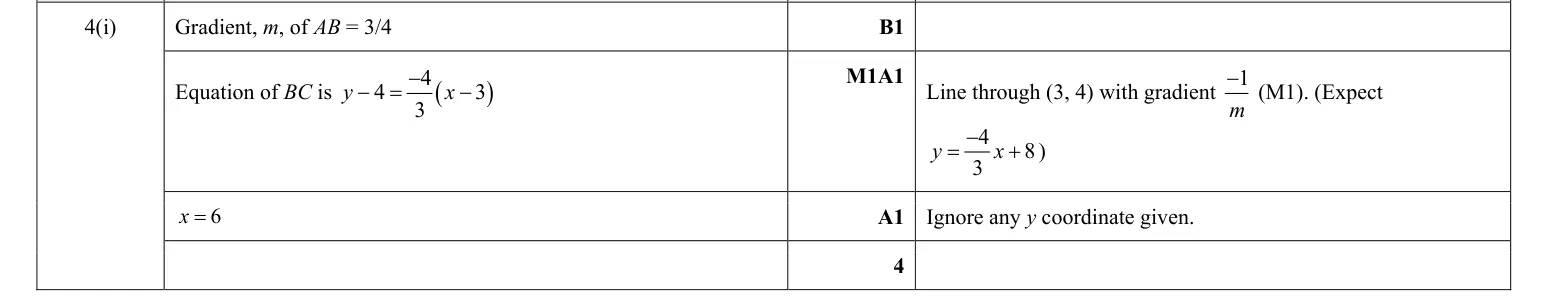 4(i) Gradient, m, of AB = 3/4 B1
Equation of BC is y − 4 = −4/3 (x − 3) M1A1 Line through (3, 4) with gradient −1/m (M1). (Expect
y = −4/3 x + 8)
x = 6 A1 Ignore any y coordinate given.
4